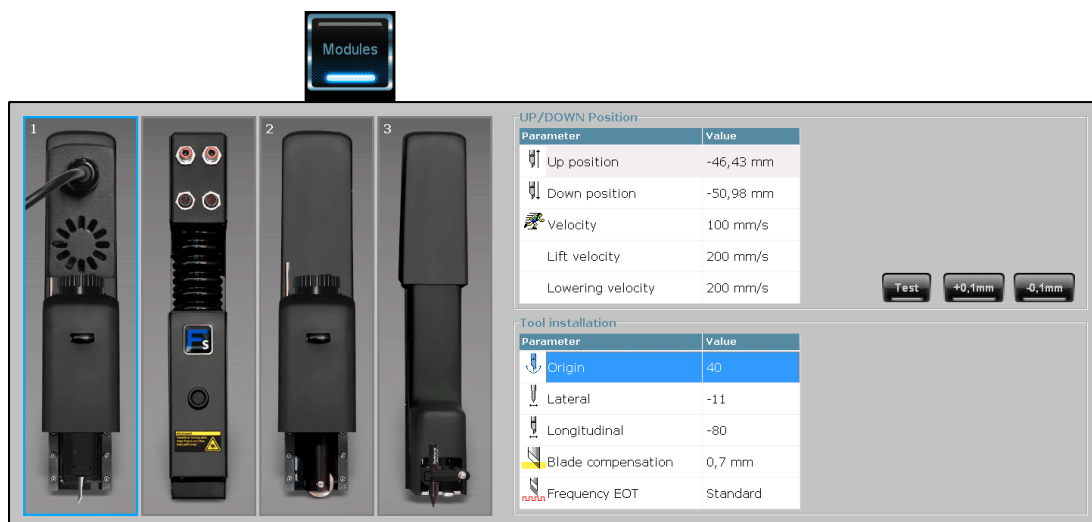 Modules
1
2
3
Fs
UP/DOWN Position
Parameter Value
Up position -46,43 mm
Down position -50,98 mm
Velocity 100 mm/s
Lift velocity 200 mm/s
Lowering velocity 200 mm/s
Test +0,1mm -0,1mm
Tool installation
Parameter Value
Origin 40
Lateral -11
Longitudinal -80
Blade compensation 0,7 mm
Frequency EOT Standard